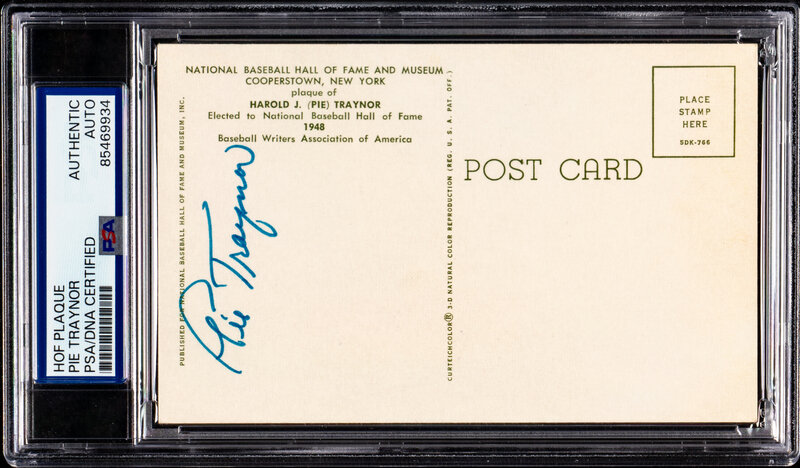 HOF PLAQUE
PIE TRAYNOR
PSA/DNA CERTIFIED
AUTHENTIC
AUTO
85469934
PSA
NATIONAL BASEBALL HALL OF FAME AND MUSEUM
COOPERSTOWN, NEW YORK
plaque of
HAROLD J. (PIE) TRAYNOR
Elected to National Baseball Hall of Fame
1948
Baseball Writers Association of America
PUBLISHED FOR NATIONAL BASEBALL HALL OF FAME AND MUSEUM, INC.
Pie Traynor
CURTEICHCOLOR® 3-D NATURAL COLOR REPRODUCTION (REG. U. S. A. PAT. OFF.)
POST CARD
PLACE
STAMP
HERE
5DK-766